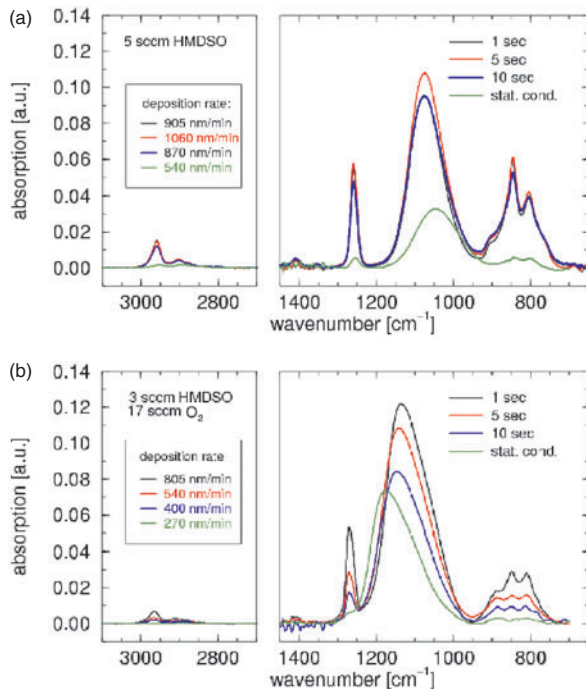 (a)
0.14
0.12
0.10
0.08
0.06
0.04
0.02
0.00
absorption [a.u.]
5 sccm HMDSO
deposition rate:
905 nm/min
1060 nm/min
870 nm/min
540 nm/min
1 sec
5 sec
10 sec
stat. cond.
3000 2800 1400 1200 1000 800
wavenumber [cm⁻¹]
(b)
0.14
0.12
0.10
0.08
0.06
0.04
0.02
0.00
absorption [a.u.]
3 sccm HMDSO
17 sccm O₂
deposition rate
805 nm/min
540 nm/min
400 nm/min
270 nm/min
1 sec
5 sec
10 sec
stat. cond.
3000 2800 1400 1200 1000 800
wavenumber [cm⁻¹]